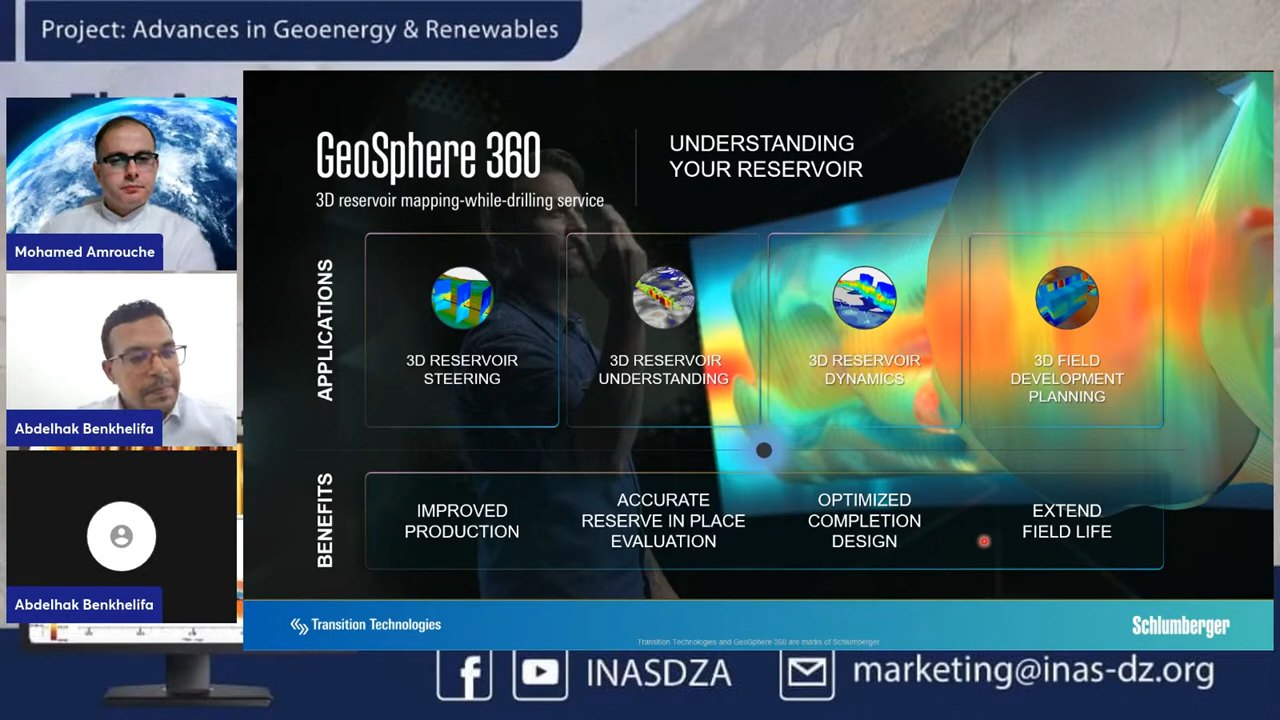 Project: Advances in Geoenergy & Renewables
Mohamed Amrouche
Abdelhak Benkhelifa
Abdelhak Benkhelifa
GeoSphere 360
3D reservoir mapping-while-drilling service
UNDERSTANDING
YOUR RESERVOIR
APPLICATIONS
3D RESERVOIR
STEERING
3D RESERVOIR
UNDERSTANDING
3D RESERVOIR
DYNAMICS
3D FIELD
DEVELOPMENT
PLANNING
BENEFITS
IMPROVED
PRODUCTION
ACCURATE
RESERVE IN PLACE
EVALUATION
OPTIMIZED
COMPLETION
DESIGN
EXTEND
FIELD LIFE
Transition Technologies
Transition Technologies and GeoSphere 360 are marks of Schlumberger
Schlumberger
INASDZA
marketing@inas-dz.org